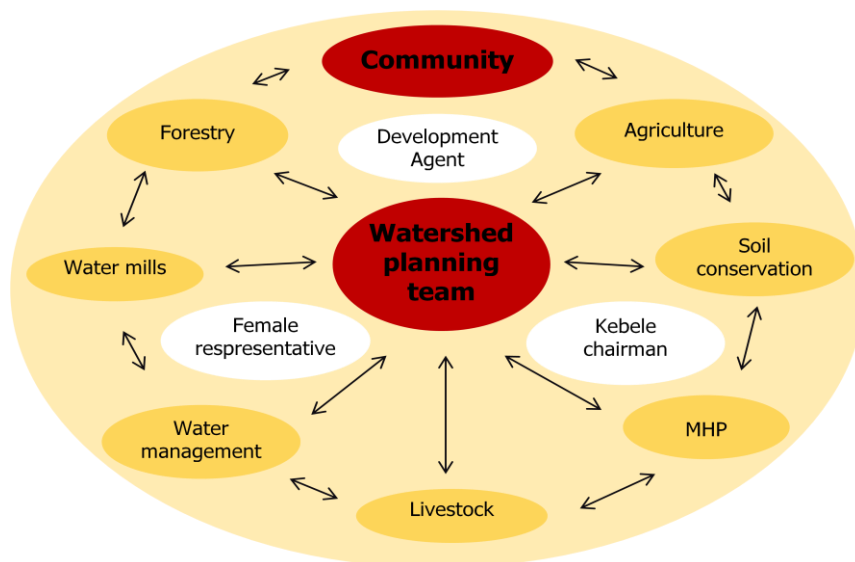 Community
Forestry
Development
Agent
Agriculture
Watershed
planning
team
Water mills
Soil
conservation
Female
respresentative
Kebele
chairman
Water
management
MHP
Livestock